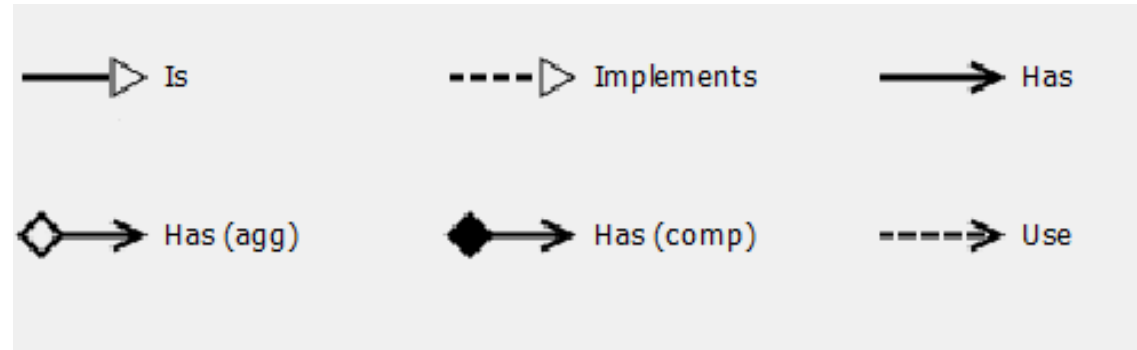 Is
Implements
Has
Has (agg)
Has (comp)
Use